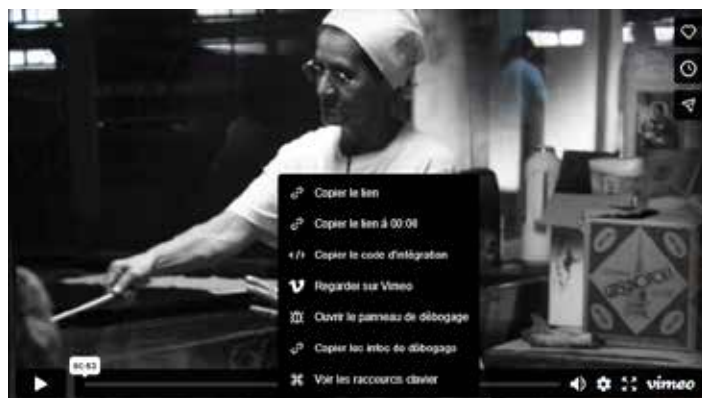 Copier le lien
Copier le lien à 00:00
Copier le code d'intégration
Regarder sur Vimeo
Ouvrir le panneau de débogage
Copier les infos de débogage
Voir les raccourcis clavier
vimeo